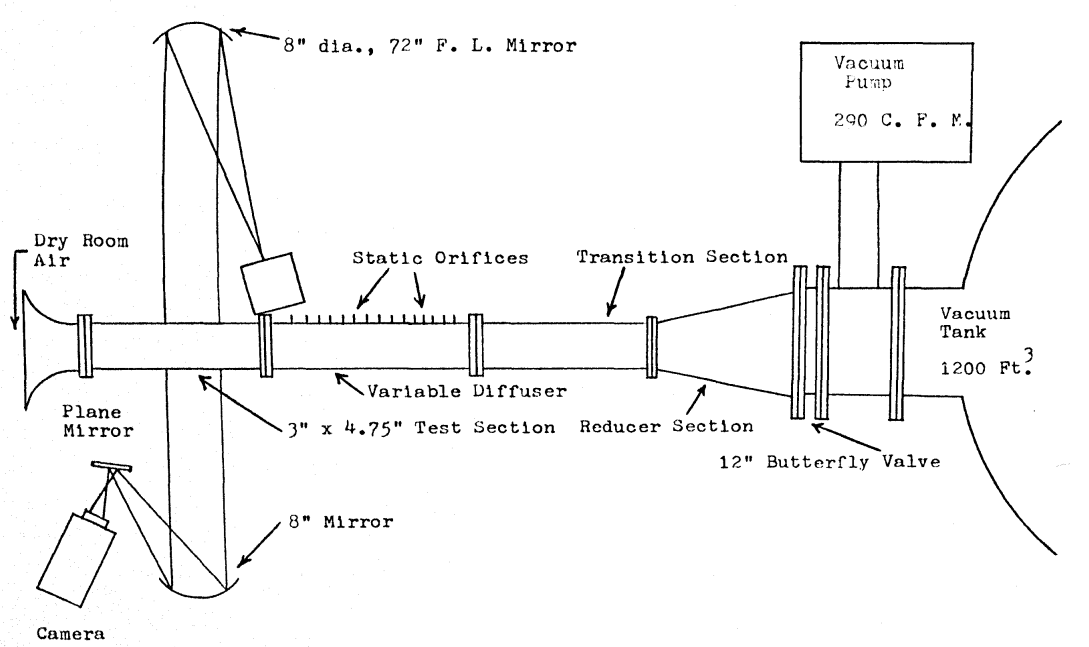 8" dia., 72" F. L. Mirror
Vacuum
Pump
290 C. F. M.
Dry Room
Air
Static Orifices
Transition Section
Vacuum
Tank
1200 Ft.3
Variable Diffuser
Plane
Mirror
3" x 4.75" Test Section
Reducer Section
12" Butterfly Valve
8" Mirror
Camera